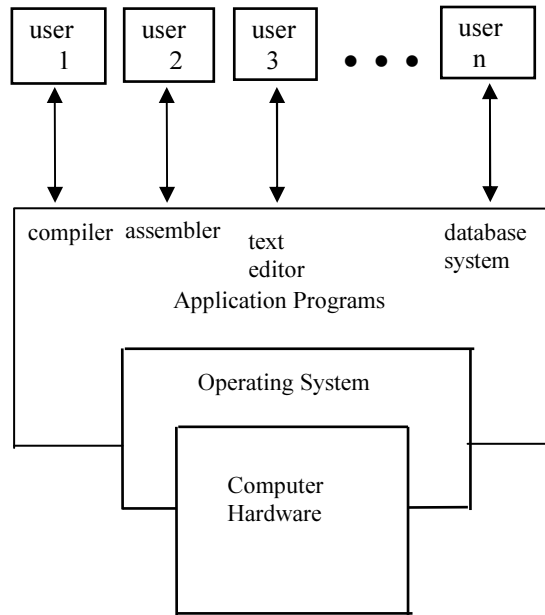 user
1
user
2
user
3
user
n
compiler
assembler
text
editor
database
system
Application Programs
Operating System
Computer
Hardware